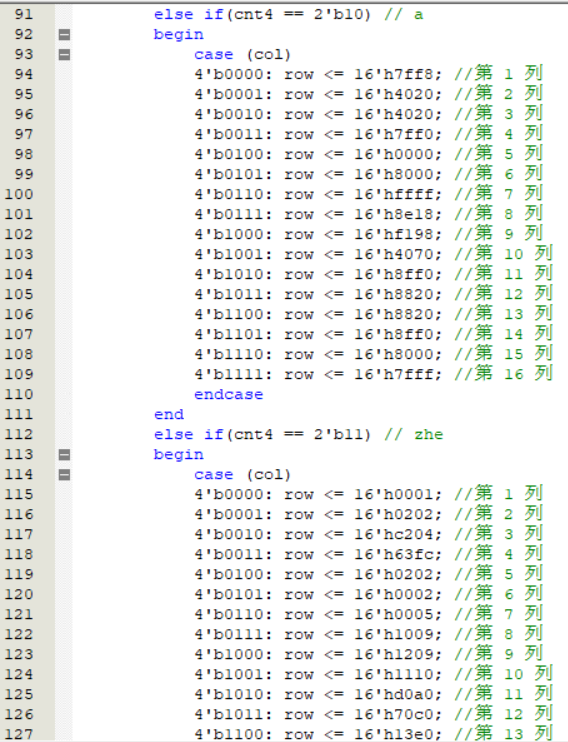 91 else if(cnt4 == 2'b10) // a
92 begin
93 case (col)
94 4'b0000: row <= 16'h7ff8; //第 1 列
95 4'b0001: row <= 16'h4020; //第 2 列
96 4'b0010: row <= 16'h4020; //第 3 列
97 4'b0011: row <= 16'h7ff0; //第 4 列
98 4'b0100: row <= 16'h0000; //第 5 列
99 4'b0101: row <= 16'h8000; //第 6 列
100 4'b0110: row <= 16'hffff; //第 7 列
101 4'b0111: row <= 16'h8e18; //第 8 列
102 4'b1000: row <= 16'hf198; //第 9 列
103 4'b1001: row <= 16'h4070; //第 10 列
104 4'b1010: row <= 16'h8ff0; //第 11 列
105 4'b1011: row <= 16'h8820; //第 12 列
106 4'b1100: row <= 16'h8820; //第 13 列
107 4'b1101: row <= 16'h8ff0; //第 14 列
108 4'b1110: row <= 16'h8000; //第 15 列
109 4'b1111: row <= 16'h7fff; //第 16 列
110 endcase
111 end
112 else if(cnt4 == 2'b11) // zhe
113 begin
114 case (col)
115 4'b0000: row <= 16'h0001; //第 1 列
116 4'b0001: row <= 16'h0202; //第 2 列
117 4'b0010: row <= 16'hc204; //第 3 列
118 4'b0011: row <= 16'h63fc; //第 4 列
119 4'b0100: row <= 16'h0202; //第 5 列
120 4'b0101: row <= 16'h0002; //第 6 列
121 4'b0110: row <= 16'h0005; //第 7 列
122 4'b0111: row <= 16'h1009; //第 8 列
123 4'b1000: row <= 16'h1209; //第 9 列
124 4'b1001: row <= 16'h1110; //第 10 列
125 4'b1010: row <= 16'hd0a0; //第 11 列
126 4'b1011: row <= 16'h70c0; //第 12 列
127 4'b1100: row <= 16'h13e0; //第 13 列